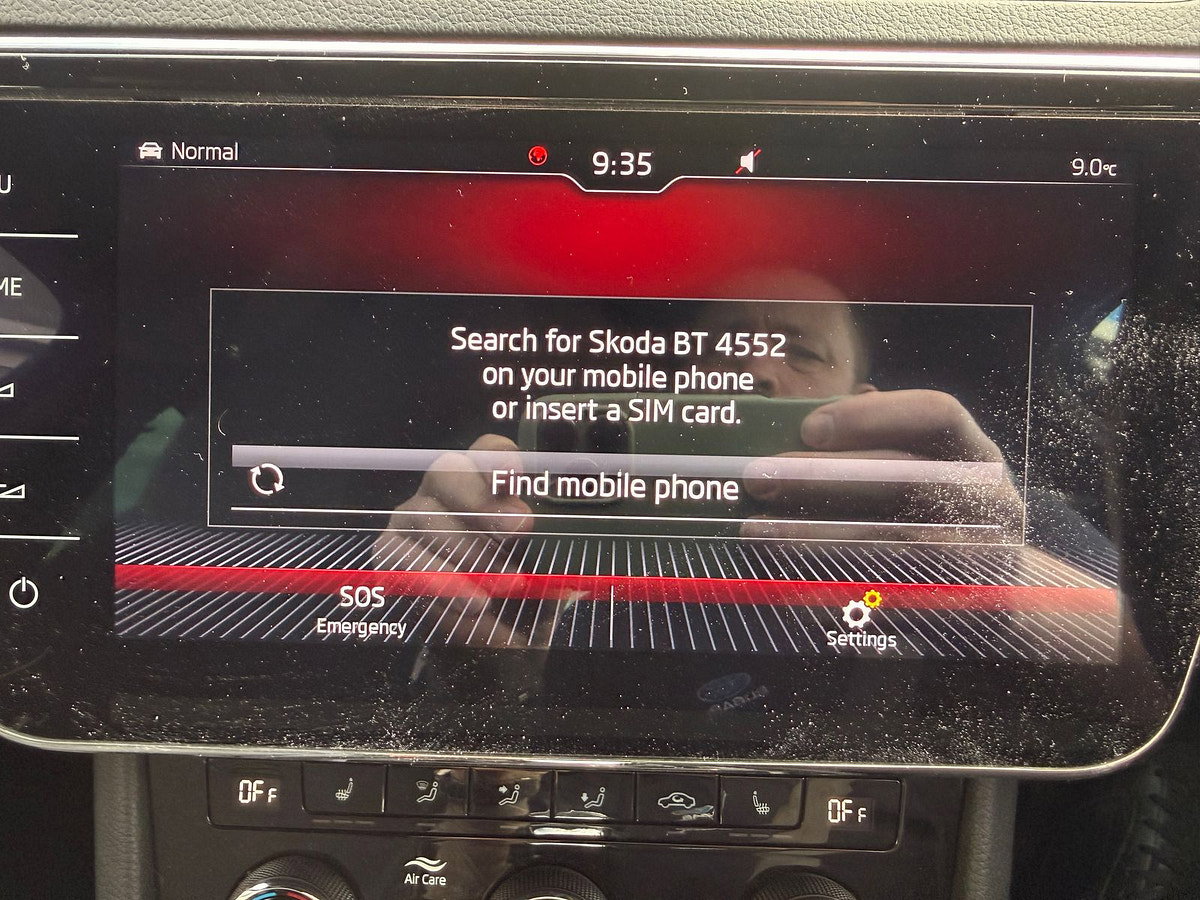 Normal
9:35
9.0°C
U
ME
Search for Skoda BT 4552
on your mobile phone
or insert a SIM card.
Find mobile phone
SOS
Emergency
Settings
OFF
OFF
Air Care